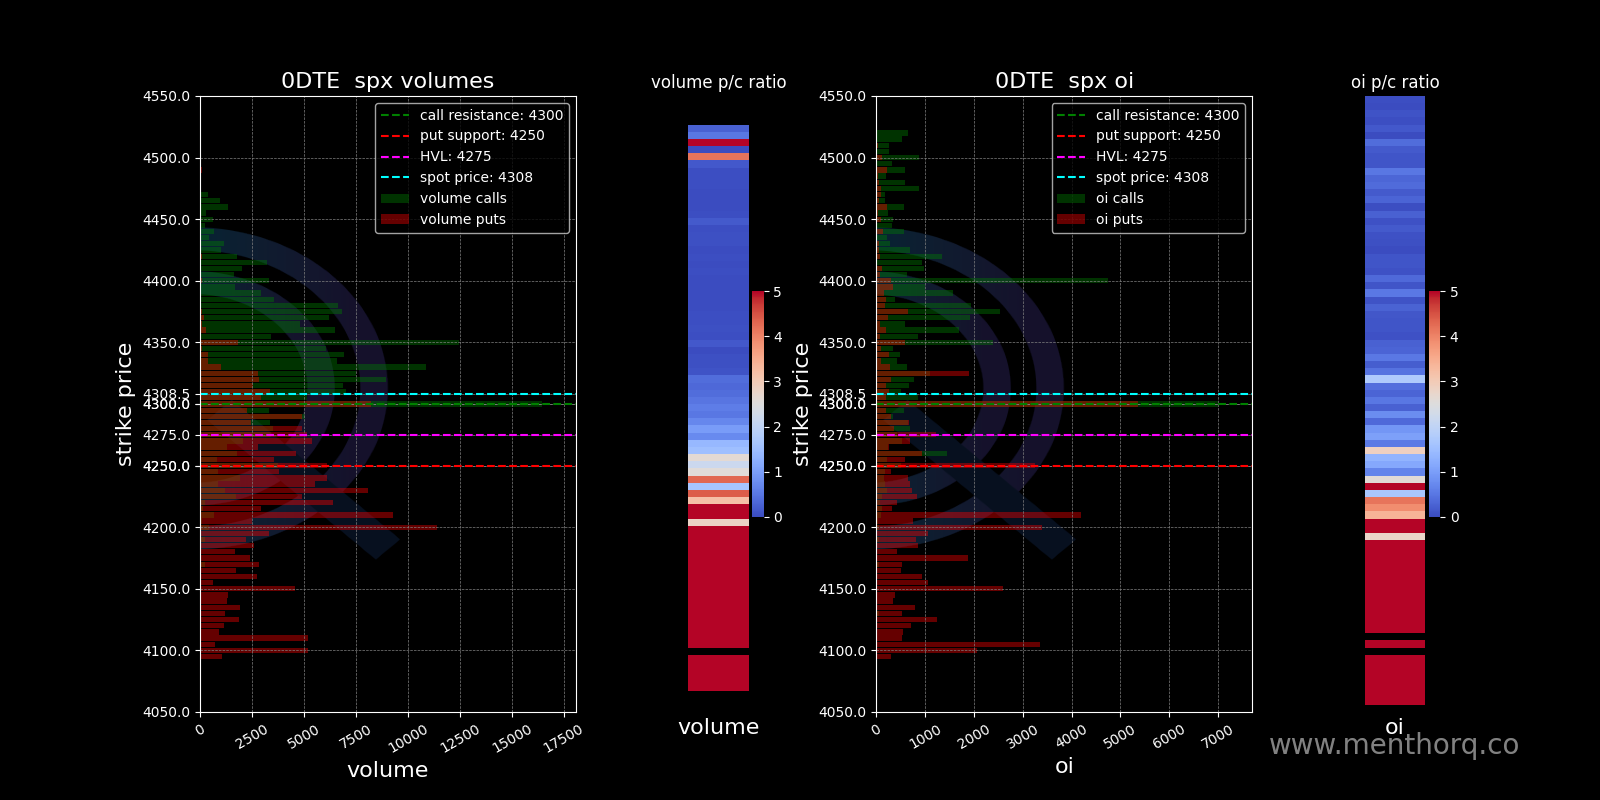 0DTE  spx volumes
volume p/c ratio
0DTE  spx oi
oi p/c ratio
4550.0
4500.0
4450.0
4400.0
4350.0
4308.5
4300.0
4275.0
4250.0
4200.0
4150.0
4100.0
4050.0
strike price
call resistance: 4300
put support: 4250
HVL: 4275
spot price: 4308
volume calls
volume puts
0
2500
5000
7500
10000
12500
15000
17500
volume
5
4
3
2
1
0
volume
4550.0
4500.0
4450.0
4400.0
4350.0
4308.5
4300.0
4275.0
4250.0
4200.0
4150.0
4100.0
4050.0
strike price
call resistance: 4300
put support: 4250
HVL: 4275
spot price: 4308
oi calls
oi puts
0
1000
2000
3000
4000
5000
6000
7000
oi
5
4
3
2
1
0
oi
www.menthorq.co